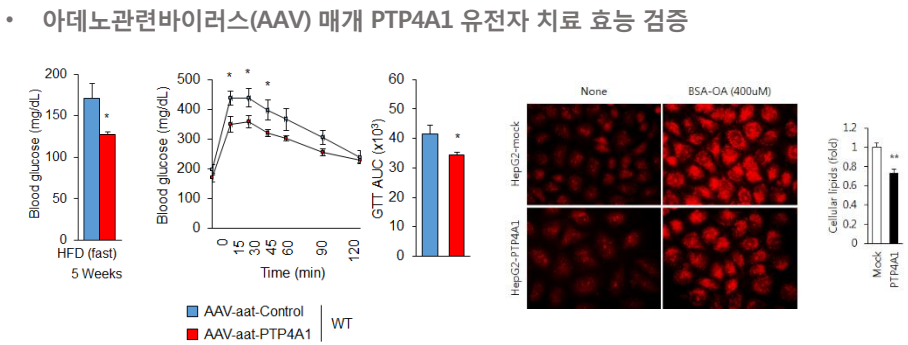 • 아데노관련바이러스(AAV) 매개 PTP4A1 유전자 치료 효능 검증
Blood glucose (mg/dL)
200
150
100
50
0
*
HFD (fast)
5 Weeks
Blood glucose (mg/dL)
500
400
300
200
100
0
* * *
0 15 30 45 60 90 120
Time (min)
GTT AUC (x10³)
60
50
40
30
20
10
0
*
AAV-aat-Control
AAV-aat-PTP4A1
WT
None BSA-OA (400uM)
HepG2-mock
HepG2-PTP4A1
Cellular lipids (fold)
1.2
1
0.8
0.6
0.4
0.2
0
**
Mock
PTP4A1